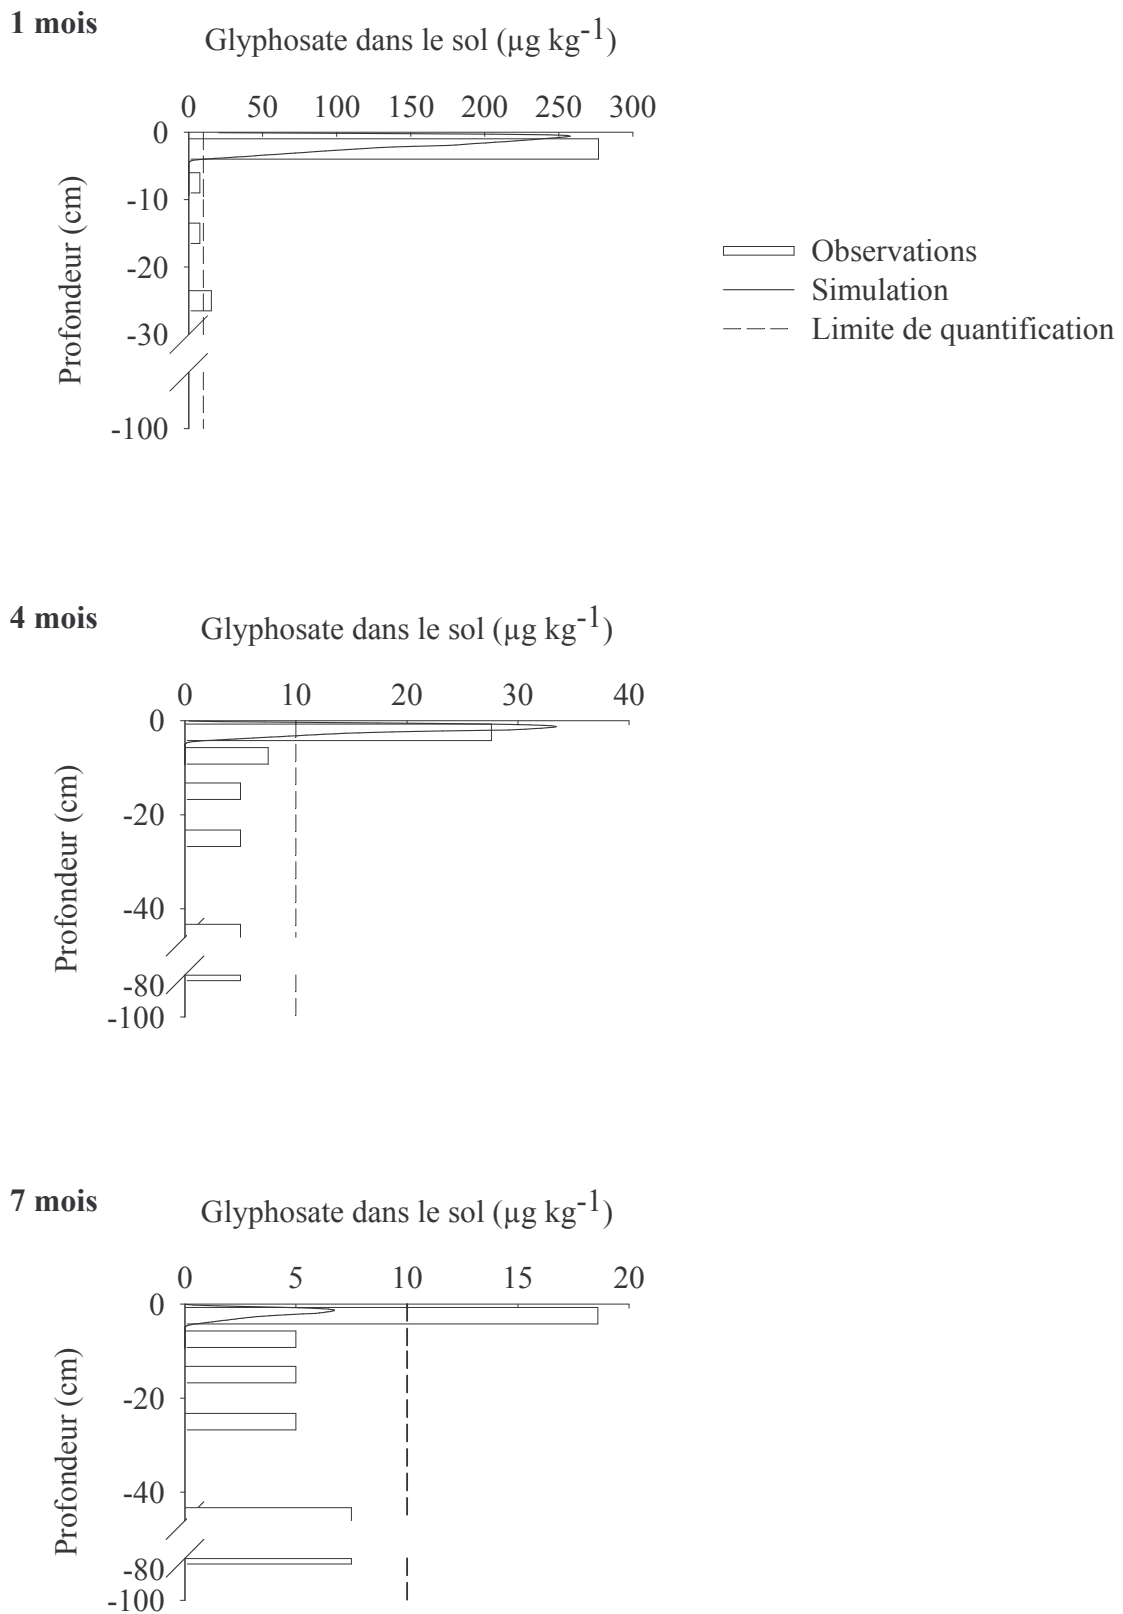 1 mois
Glyphosate dans le sol (µg kg-1)
0 50 100 150 200 250 300
0
-10
-20
-30
-100
Profondeur (cm)
Observations
Simulation
Limite de quantification
4 mois
Glyphosate dans le sol (µg kg-1)
0 10 20 30 40
0
-20
-40
-80
-100
Profondeur (cm)
7 mois
Glyphosate dans le sol (µg kg-1)
0 5 10 15 20
0
-20
-40
-80
-100
Profondeur (cm)